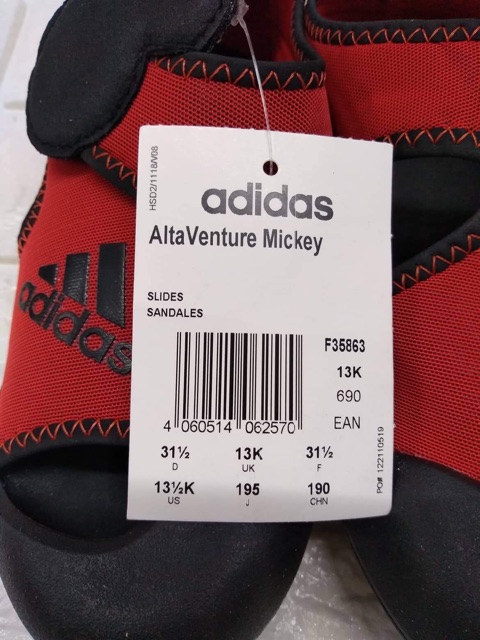 HSD2/1118/V08
adidas
AltaVenture Mickey
SLIDES
SANDALES
F35863
13K
690
EAN
4 060514 062570
31½ 13K 31½
D UK F
13½K 195 190
US J CHN
PO# 122110519
adidas